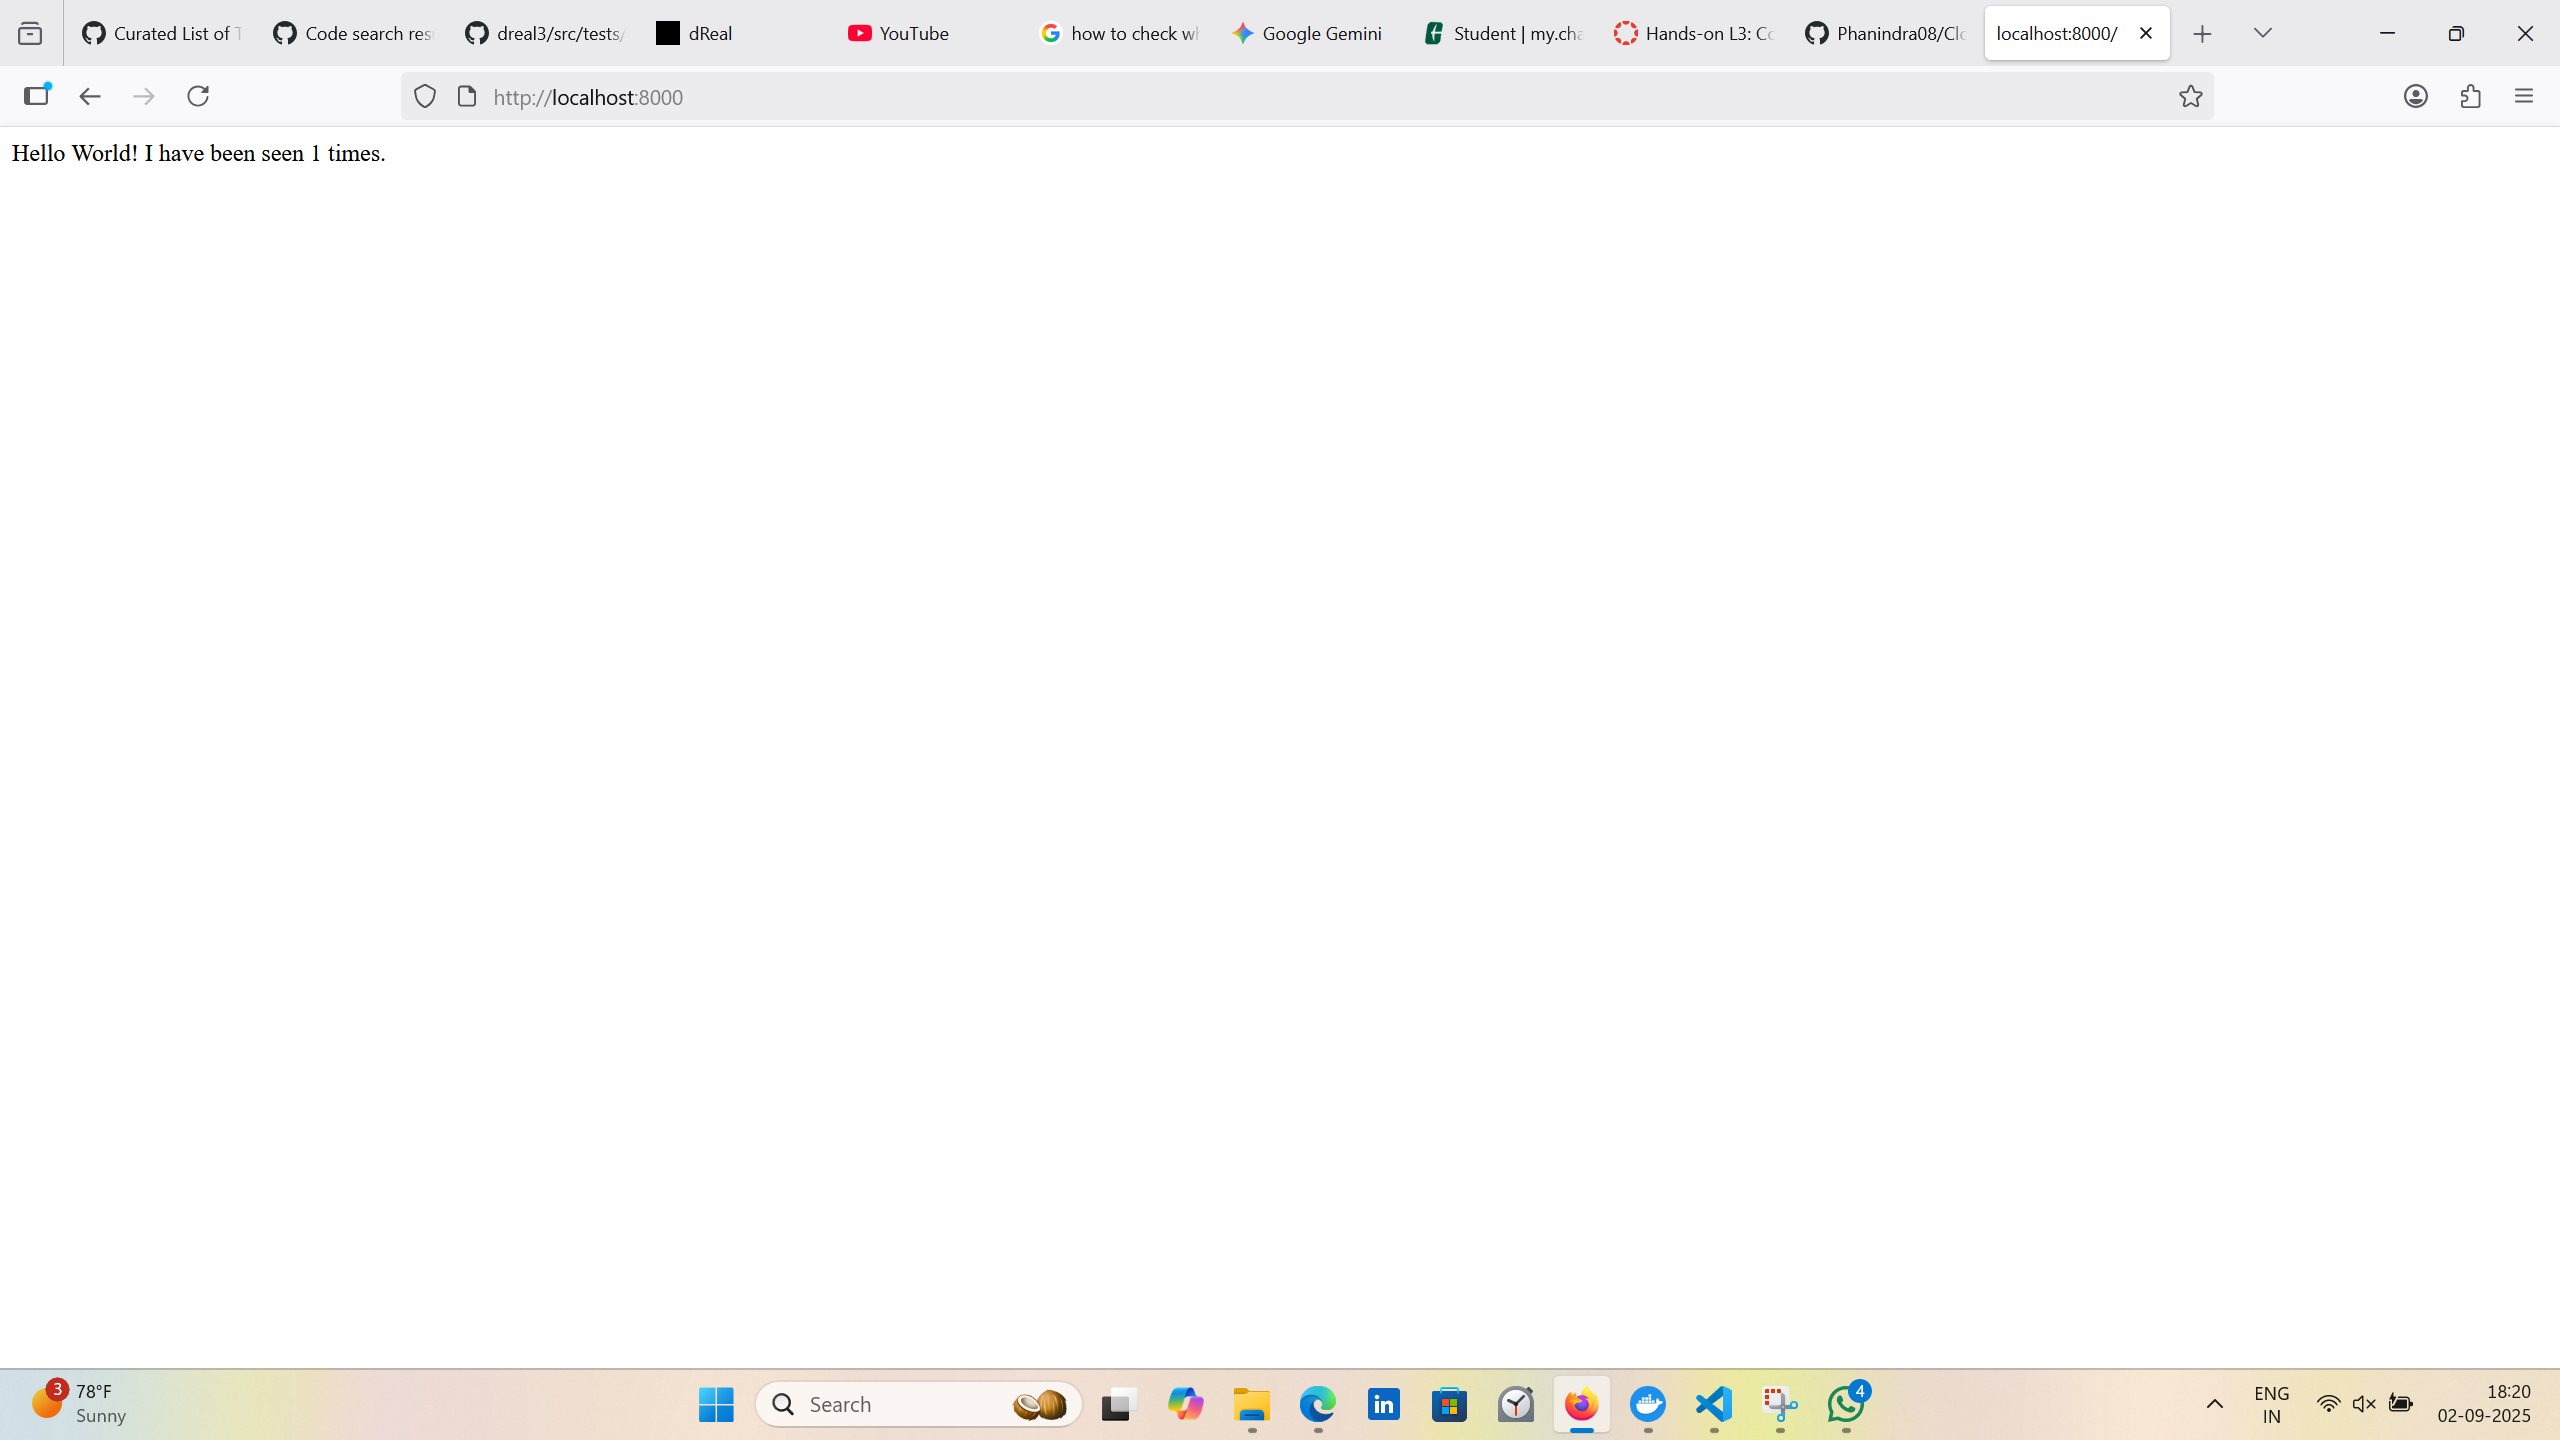 Curated List of T
Code search res
dreal3/src/tests/
dReal
YouTube
how to check wh
Google Gemini
Student | my.cha
Hands-on L3: Co
Phanindra08/Clo
localhost:8000/
http://localhost:8000
Hello World! I have been seen 1 times.
3
78°F
Sunny
Search
in
4
ENG
IN
18:20
02-09-2025